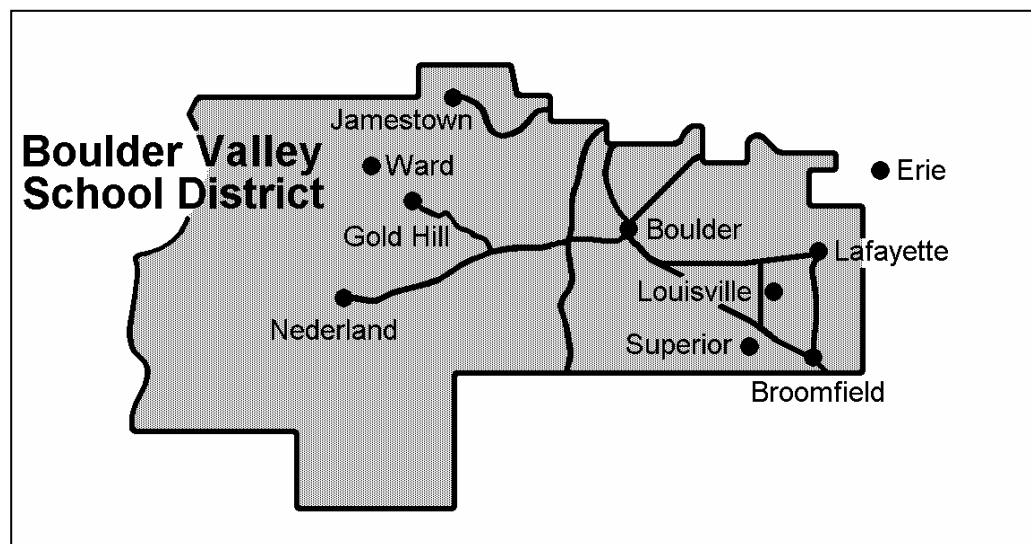 Jamestown
Boulder Valley
School District
Ward
Erie
Gold Hill
Boulder
Lafayette
Louisville
Nederland
Superior
Broomfield